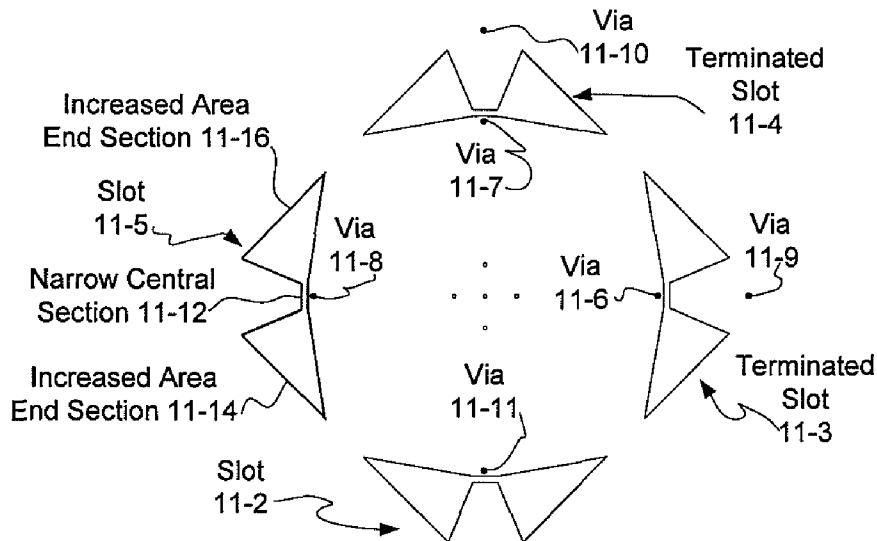 Via
11-10
Terminated
Slot
11-4
Increased Area
End Section 11-16
Via
11-7
Slot
11-5
Via
11-8
Via
11-6
Via
11-9
Narrow Central
Section 11-12
Increased Area
End Section 11-14
Via
11-11
Terminated
Slot
11-3
Slot
11-2